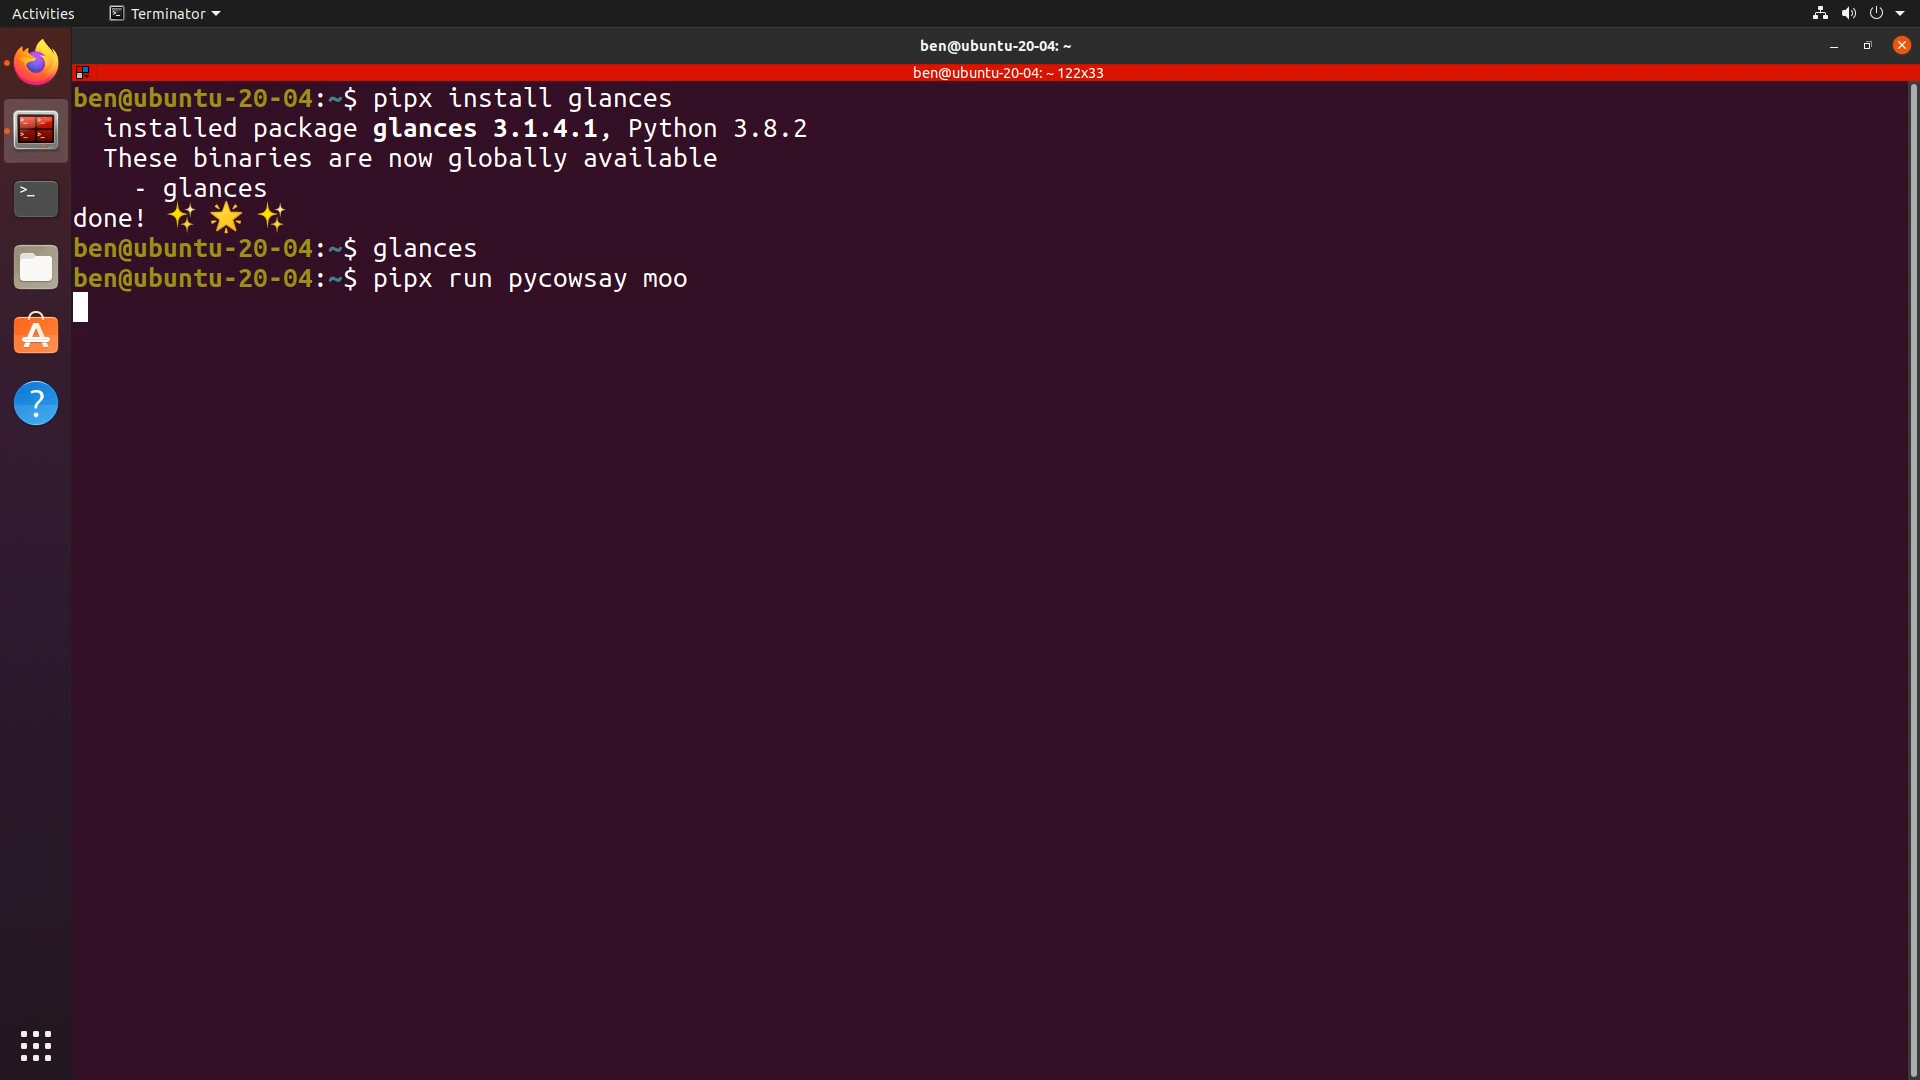 Activities Terminator
ben@ubuntu-20-04: ~
ben@ubuntu-20-04: ~ 122x33
ben@ubuntu-20-04:~$ pipx install glances
  installed package glances 3.1.4.1, Python 3.8.2
  These binaries are now globally available
    - glances
done! ✨ 🌟 ✨
ben@ubuntu-20-04:~$ glances
ben@ubuntu-20-04:~$ pipx run pycowsay moo